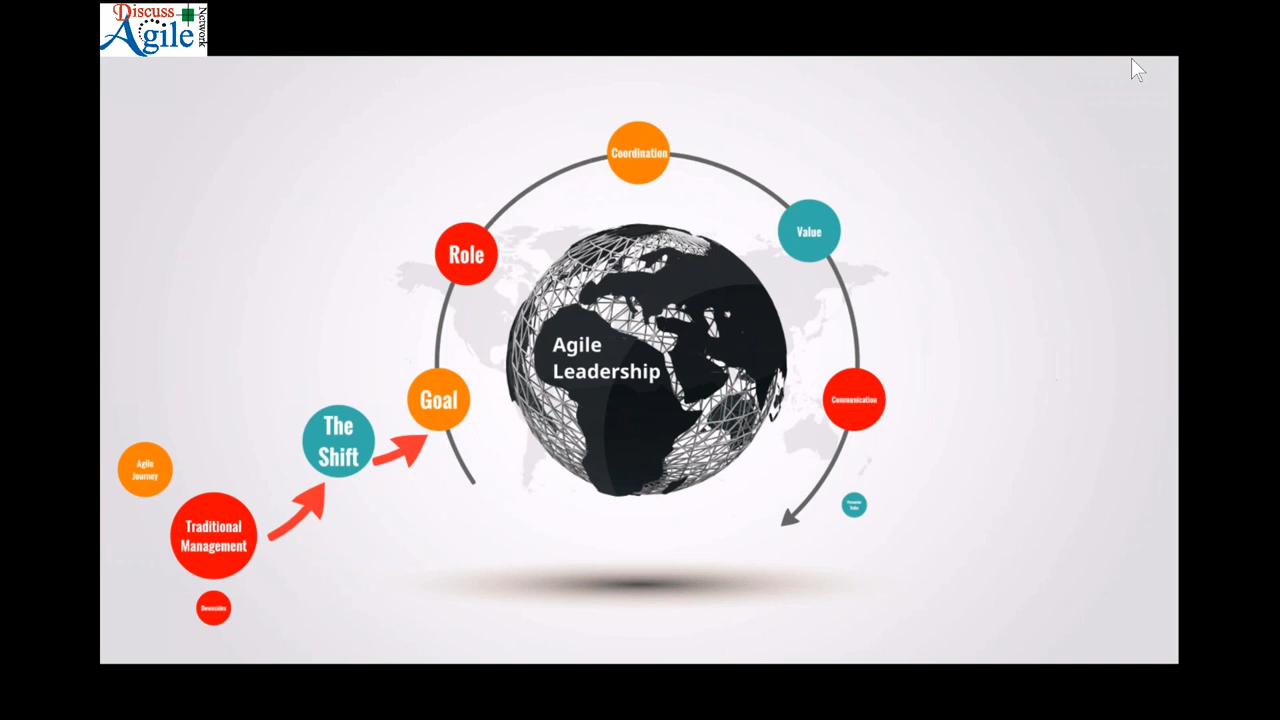 Discuss
Agile
Network
Coordination
Value
Role
Agile
Leadership
Goal
Communication
The
Shift
Agile
Journey
Traditional
Management
Downsides